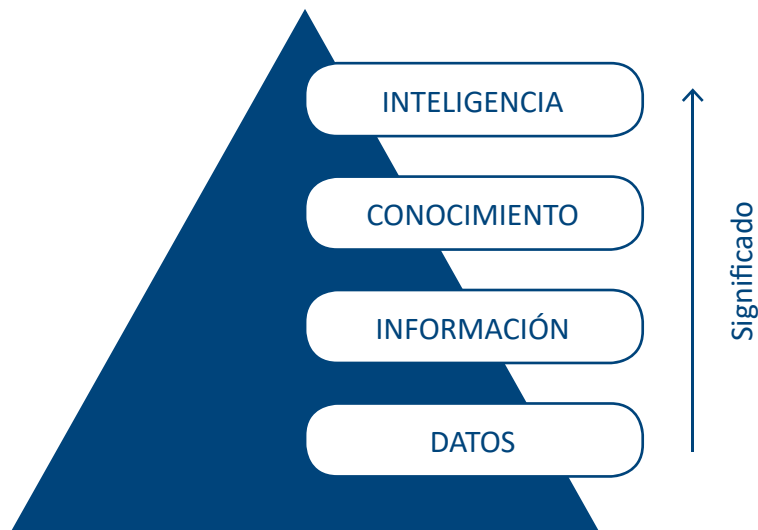 INTELIGENCIA
CONOCIMIENTO
INFORMACIÓN
DATOS
Significado